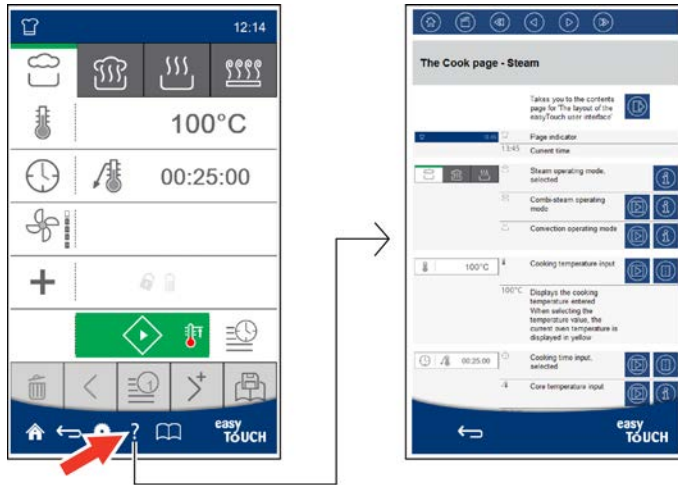 12:14
100°C
00:25:00
1
?
easy
TOUCH
The Cook page - Steam
Takes you to the contents
page for 'The layout of the
easyTouch user interface'
Page indicator
13:45 Current time
Steam operating mode,
selected
Combi-steam operating
mode
Convection operating mode
100°C
Cooking temperature input
100°C Displays the cooking
temperature entered
When selecting the
temperature value, the
current oven temperature is
displayed in yellow
00:25:00
Cooking time input,
selected
Core temperature input
easy
TOUCH